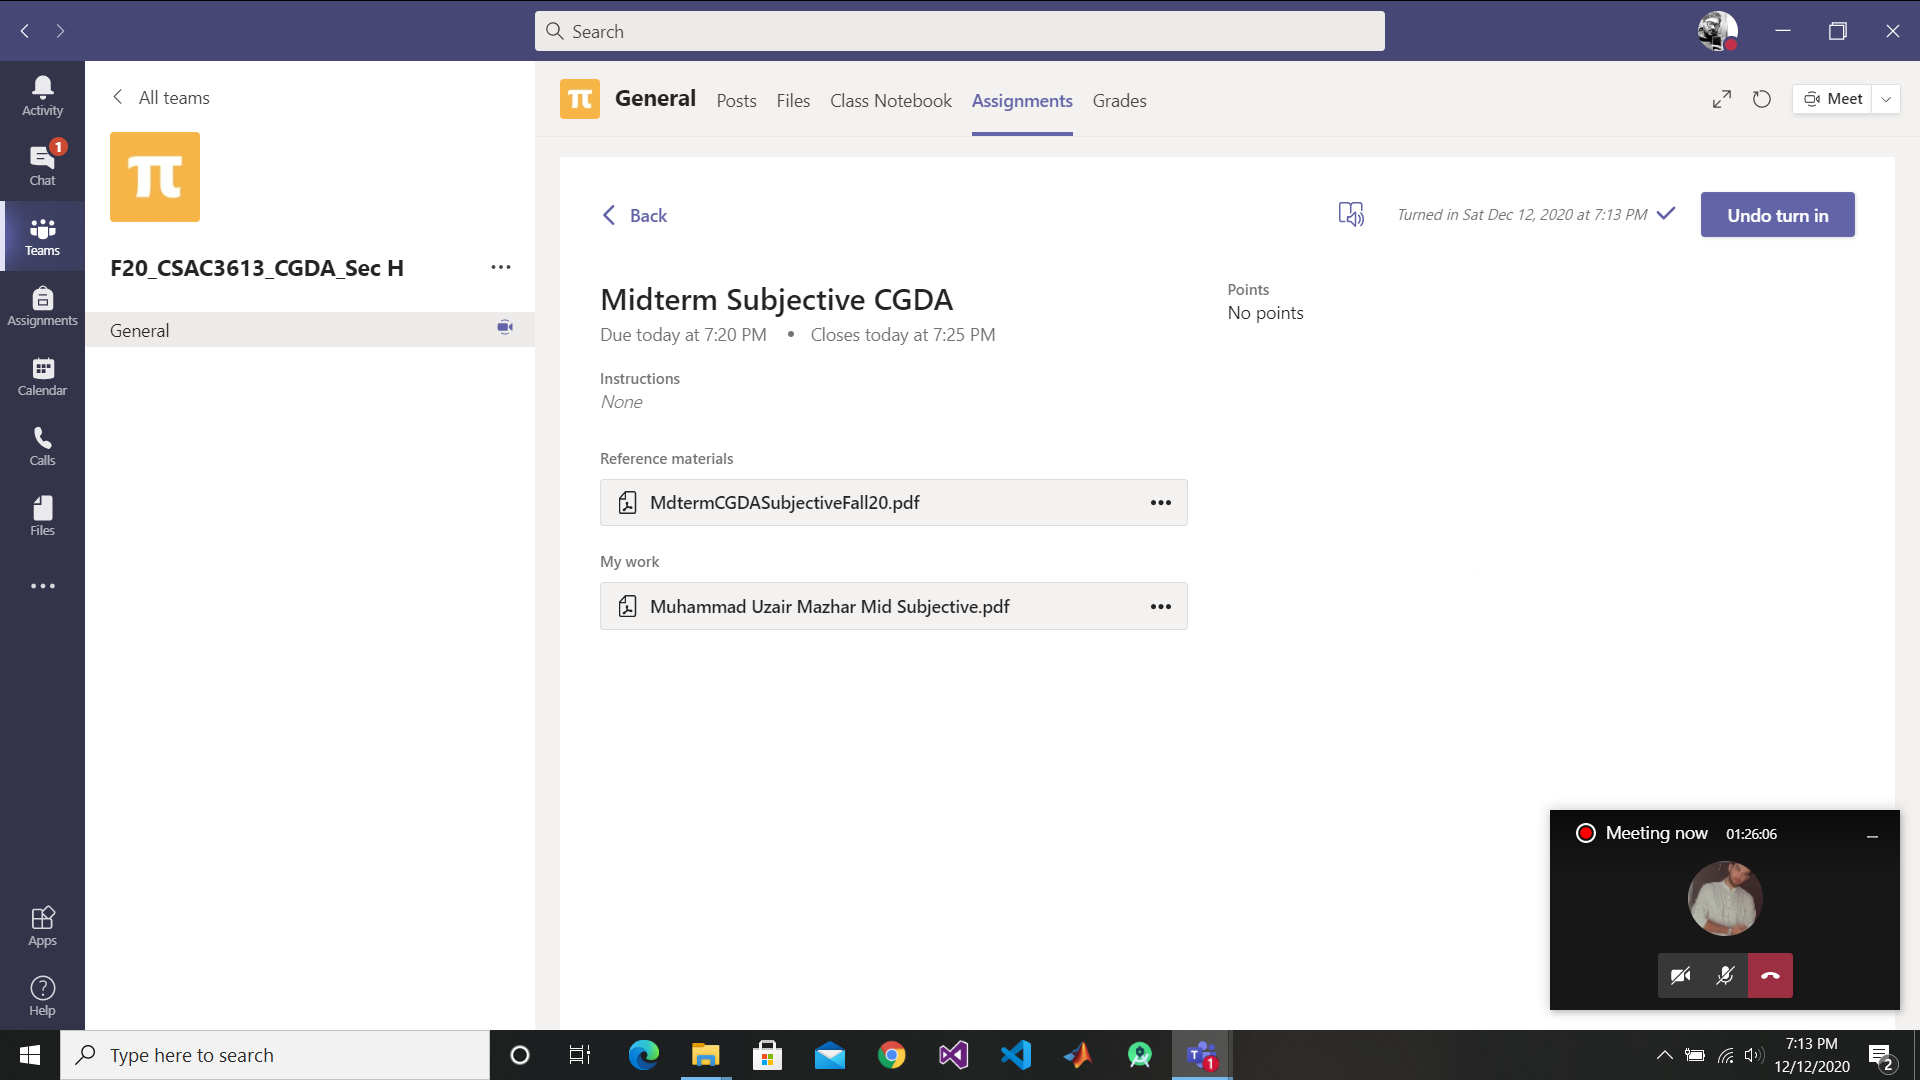 Search
Activity
1
Chat
Teams
Assignments
Calendar
Calls
Files
Apps
Help
All teams
π
F20_CSAC3613_CGDA_Sec H
General
π
General Posts Files Class Notebook Assignments Grades
Meet
Back
Turned in Sat Dec 12, 2020 at 7:13 PM
Undo turn in
Midterm Subjective CGDA
Due today at 7:20 PM • Closes today at 7:25 PM
Points
No points
Instructions
None
Reference materials
MdtermCGDASubjectiveFall20.pdf
My work
Muhammad Uzair Mazhar Mid Subjective.pdf
Meeting now 01:26:06
Type here to search
1
7:13 PM
12/12/2020
2